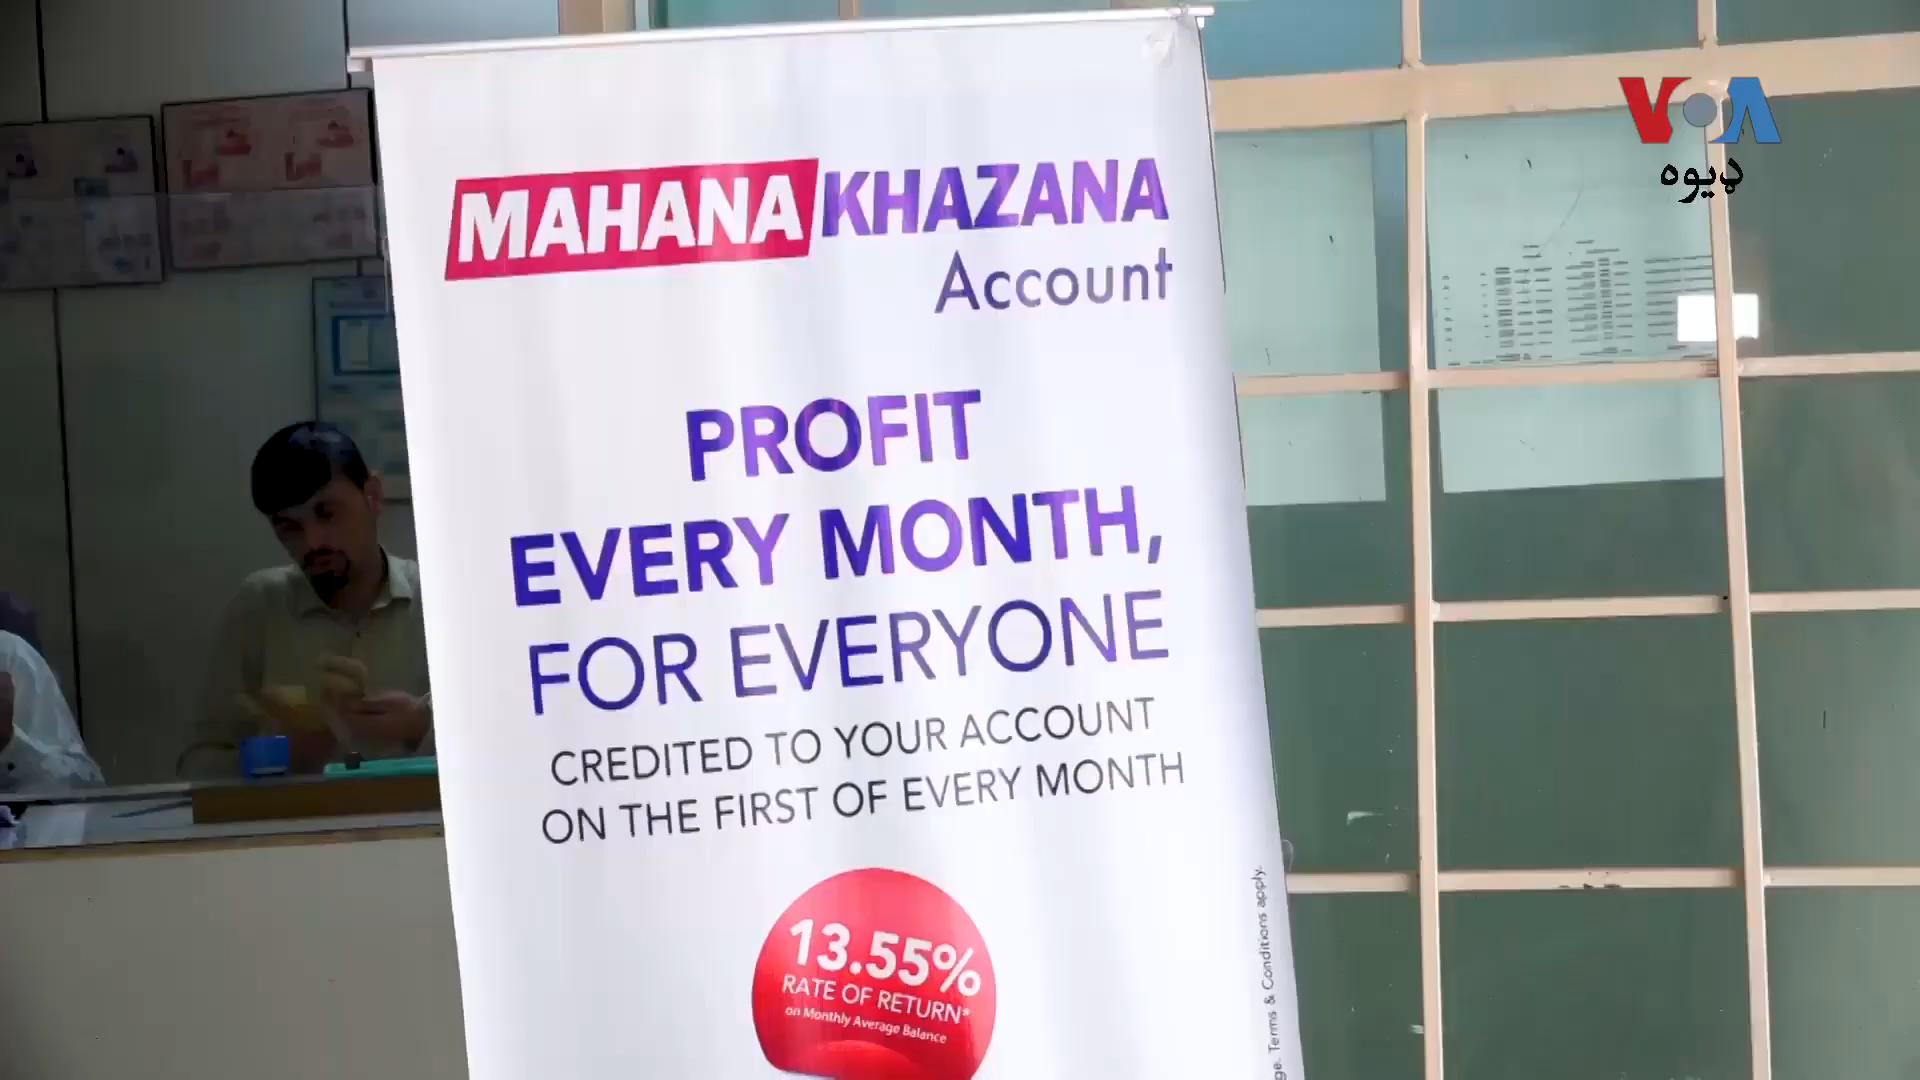 VOA
ډیوه
MAHANA KHAZANA
Account
PROFIT
EVERY MONTH,
FOR EVERYONE
CREDITED TO YOUR ACCOUNT
ON THE FIRST OF EVERY MONTH
13.55%
RATE OF RETURN*
on Monthly Average Balance
Terms & Conditions apply.